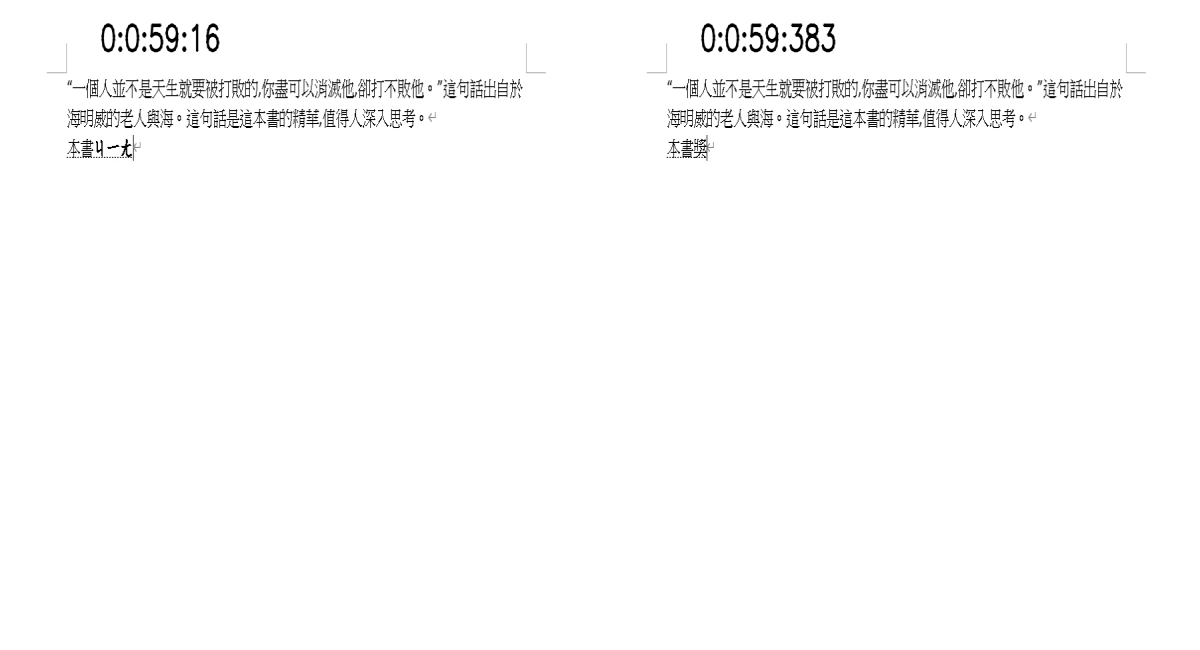 0:0:59:16
“一個人並不是天生就要被打敗的,你盡可以消滅他,卻打不敗他。”這句話出自於
海明威的老人與海。這句話是這本書的精華,值得人深入思考。
本書ㄐㄧㄤ
0:0:59:383
“一個人並不是天生就要被打敗的,你盡可以消滅他,卻打不敗他。”這句話出自於
海明威的老人與海。這句話是這本書的精華,值得人深入思考。
本書獎